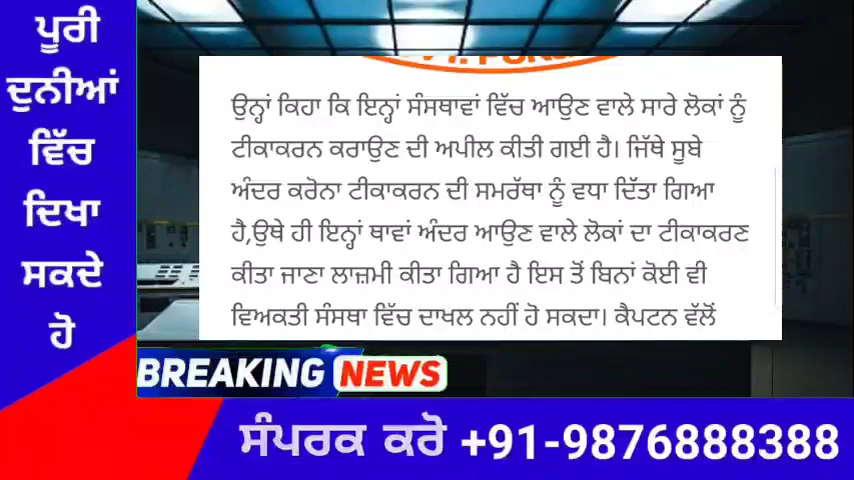 ਪੂਰੀ
ਦੁਨੀਆਂ
ਵਿੱਚ
ਦਿਖਾ
ਸਕਦੇ
ਹੋ
ਉਨ੍ਹਾਂ ਕਿਹਾ ਕਿ ਇਨ੍ਹਾਂ ਸੰਸਥਾਵਾਂ ਵਿੱਚ ਆਉਣ ਵਾਲੇ ਸਾਰੇ ਲੋਕਾਂ ਨੂੰ
ਟੀਕਾਕਰਨ ਕਰਾਉਣ ਦੀ ਅਪੀਲ ਕੀਤੀ ਗਈ ਹੈ। ਜਿੱਥੇ ਸੂਬੇ
ਅੰਦਰ ਕਰੋਨਾ ਟੀਕਾਕਰਨ ਦੀ ਸਮਰੱਥਾ ਨੂੰ ਵਧਾ ਦਿੱਤਾ ਗਿਆ
ਹੈ,ਉਥੇ ਹੀ ਇਨ੍ਹਾਂ ਥਾਵਾਂ ਅੰਦਰ ਆਉਣ ਵਾਲੇ ਲੋਕਾਂ ਦਾ ਟੀਕਾਕਰਣ
ਕੀਤਾ ਜਾਣਾ ਲਾਜ਼ਮੀ ਕੀਤਾ ਗਿਆ ਹੈ ਇਸ ਤੋਂ ਬਿਨਾਂ ਕੋਈ ਵੀ
ਵਿਅਕਤੀ ਸੰਸਥਾ ਵਿੱਚ ਦਾਖਲ ਨਹੀਂ ਹੋ ਸਕਦਾ। ਕੈਪਟਨ ਵੱਲੋਂ
BREAKING NEWS
ਸੰਪਰਕ ਕਰੋ +91-9876888388